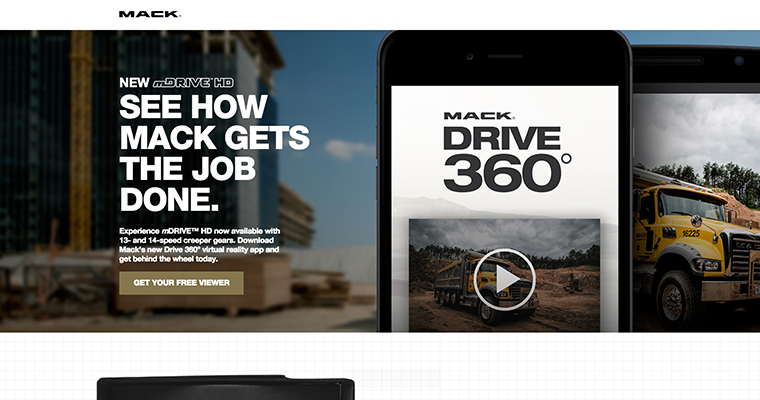 MACK
NEW mDRIVE™ HD
SEE HOW
MACK GETS
THE JOB
DONE.
Experience mDRIVE™ HD now available with
13- and 14-speed creeper gears. Download
Mack's new Drive 360° virtual reality app and
get behind the wheel today.
GET YOUR FREE VIEWER
MACK
DRIVE
360°
16225